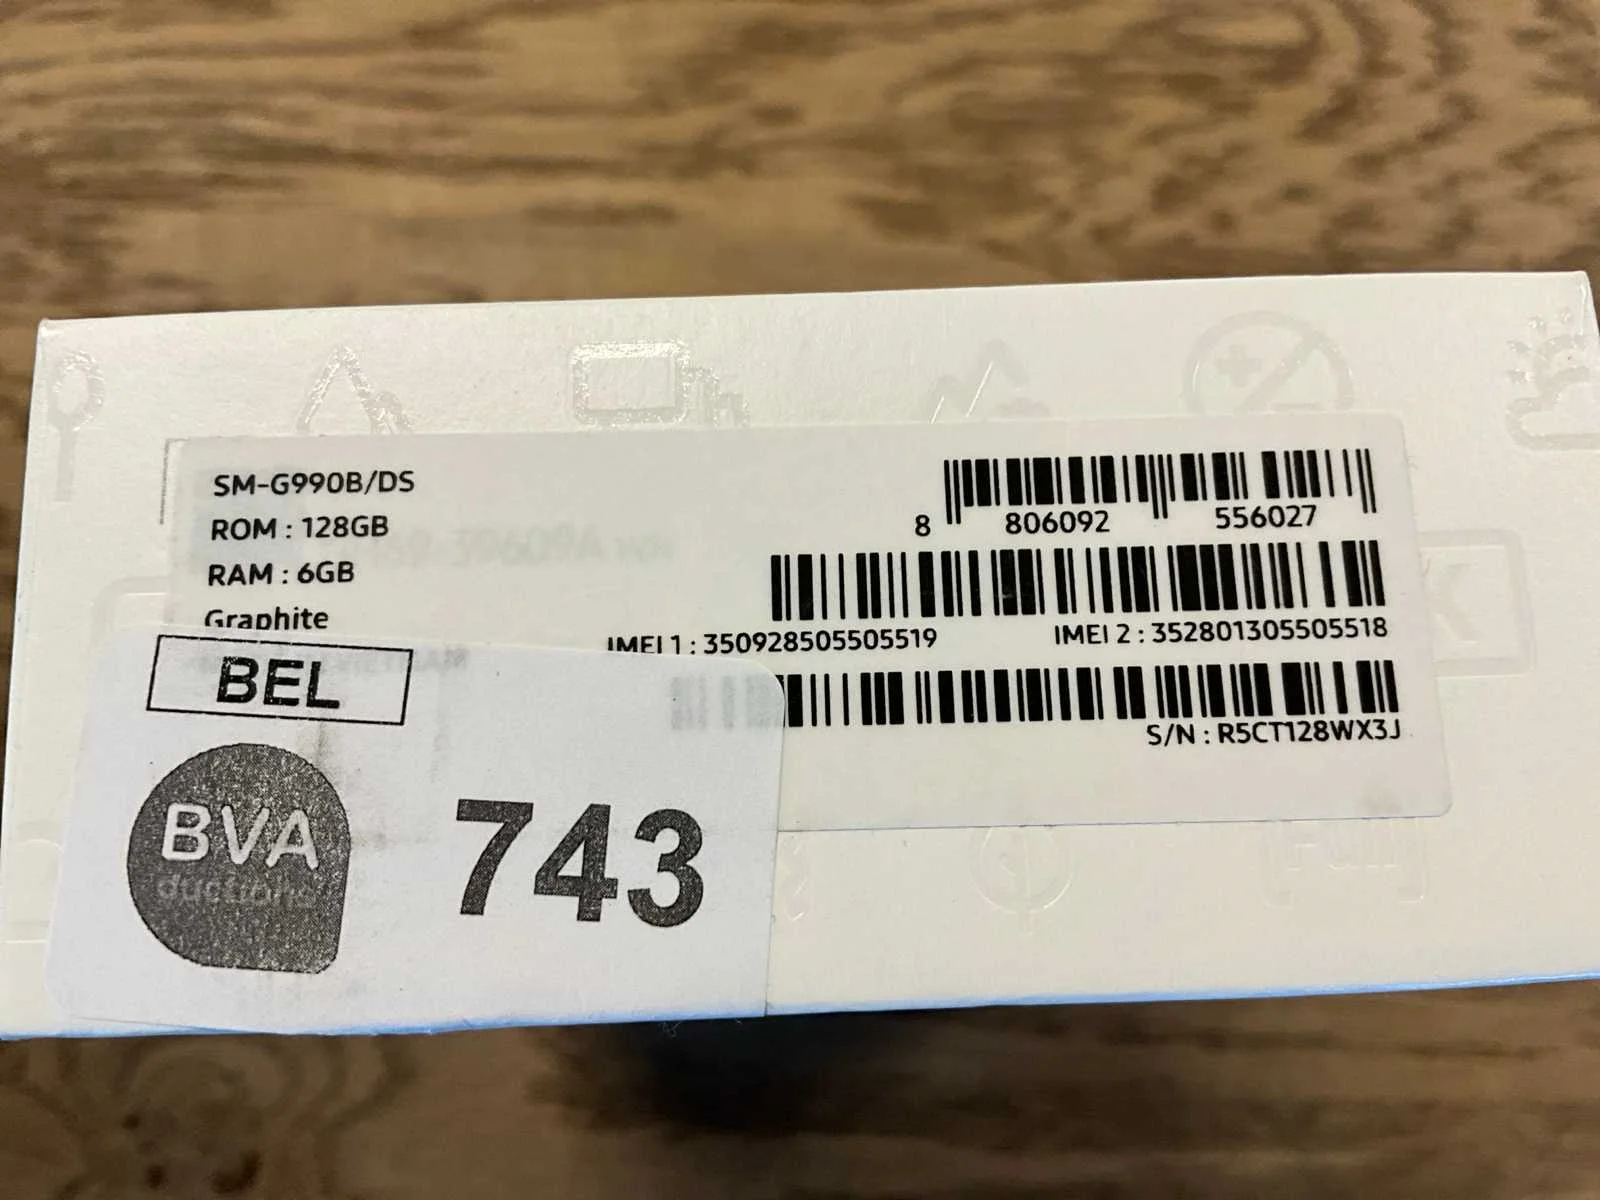 SM-G990B/DS
ROM : 128GB
RAM : 6GB
Graphite
8 806092 556027
IMEI 1 : 350928505505519
IMEI 2 : 352801305505518
S/N : R5CT128WX3J
BEL
BVA
auctions
743